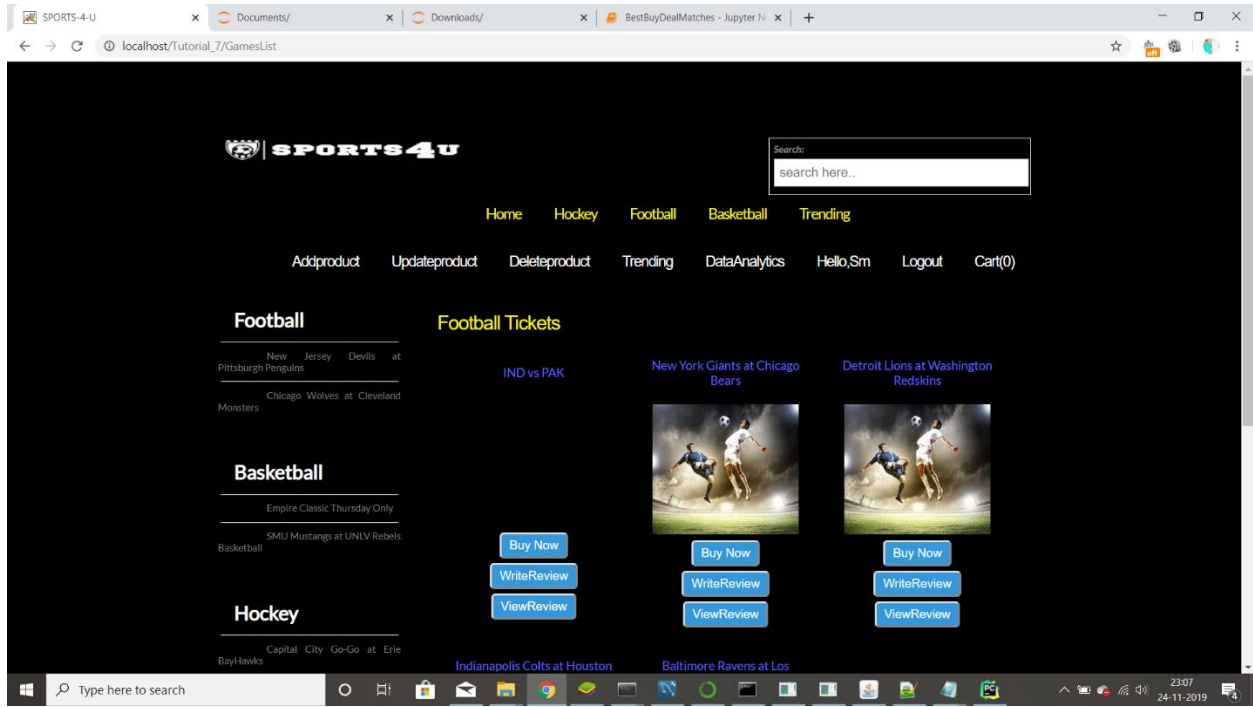 SPORTS-4-U
Documents/
Downloads/
BestBuyDealMatches - Jupyter N
localhost/Tutorial_7/GamesList
off
SPORTS4U
Search:
search here..
Home Hockey Football Basketball Trending
Addproduct Updateproduct Deleteproduct Trending DataAnalytics Hello,Sm Logout Cart(0)
Football
New Jersey Devils at
Pittsburgh Penguins
Chicago Wolves at Cleveland
Monsters
Basketball
Empire Classic Thursday Only
SMU Mustangs at UNLV Rebels
Basketball
Hockey
Capital City Go-Go at Erie
BayHawks
Football Tickets
IND vs PAK
Buy Now
WriteReview
ViewReview
New York Giants at Chicago
Bears
Buy Now
WriteReview
ViewReview
Detroit Lions at Washington
Redskins
Buy Now
WriteReview
ViewReview
Indianapolis Colts at Houston
Baltimore Ravens at Los
Type here to search
PC
23:07
24-11-2019
4